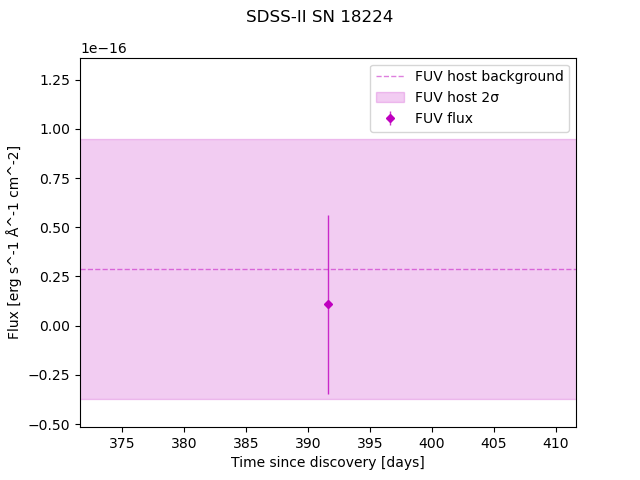 SDSS-II SN 18224
1e−16
FUV host background
FUV host 2σ
FUV flux
1.25
1.00
0.75
0.50
0.25
0.00
−0.25
−0.50
Flux [erg s^-1 Å^-1 cm^-2]
375 380 385 390 395 400 405 410
Time since discovery [days]